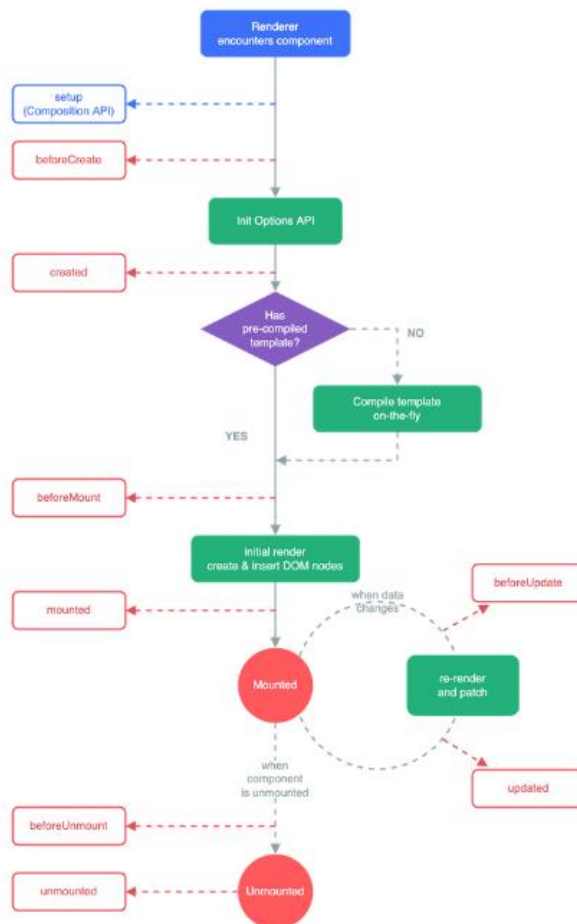 Renderer
encounters component
setup
(Composition API)
beforeCreate
Init Options API
created
Has
pre-compiled
template?
NO
Compile template
on-the-fly
YES
beforeMount
initial render
create & insert DOM nodes
beforeUpdate
when data
changes
mounted
Mounted
re-render
and patch
when
component
is unmounted
updated
beforeUnmount
unmounted
Unmounted